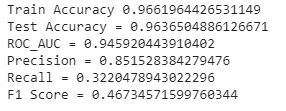 Train Accuracy 0.9661964426531149
Test Accuracy = 0.9636504886126671
ROC_AUC = 0.945920443910402
Precision = 0.851528384279476
Recall = 0.3220478943022296
F1 Score = 0.46734571599760344